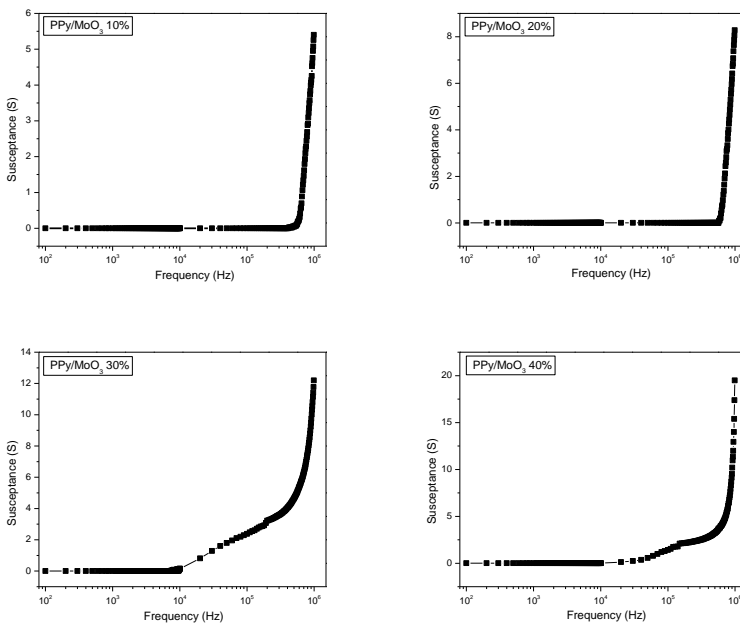 PPy/MoO₃ 10%
Susceptance (S)
6
5
4
3
2
1
0
10² 10³ 10⁴ 10⁵ 10⁶
Frequency (Hz)
PPy/MoO₃ 20%
Susceptance (S)
8
6
4
2
0
10² 10³ 10⁴ 10⁵ 10⁶
Frequency (Hz)
PPy/MoO₃ 30%
Susceptance (S)
14
12
10
8
6
4
2
0
10² 10³ 10⁴ 10⁵ 10⁶
Frequency (Hz)
PPy/MoO₃ 40%
Susceptance (S)
20
15
10
5
0
10² 10³ 10⁴ 10⁵ 10⁶
Frequency (Hz)